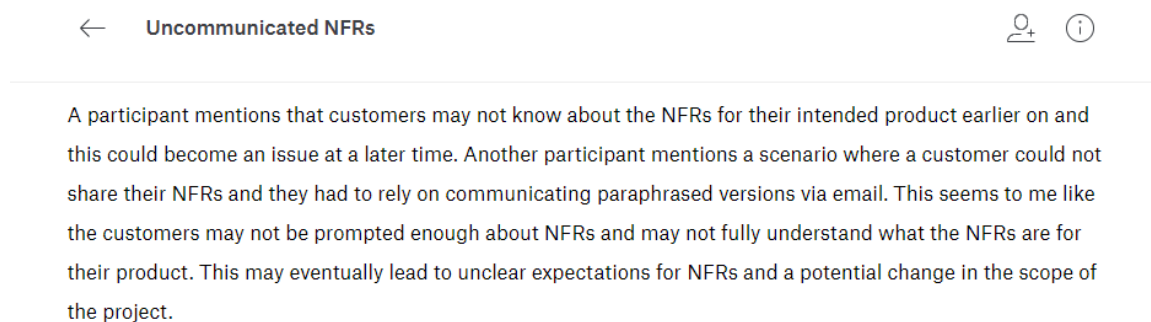 Uncommunicated NFRs
A participant mentions that customers may not know about the NFRs for their intended product earlier on and
this could become an issue at a later time. Another participant mentions a scenario where a customer could not
share their NFRs and they had to rely on communicating paraphrased versions via email. This seems to me like
the customers may not be prompted enough about NFRs and may not fully understand what the NFRs are for
their product. This may eventually lead to unclear expectations for NFRs and a potential change in the scope of
the project.